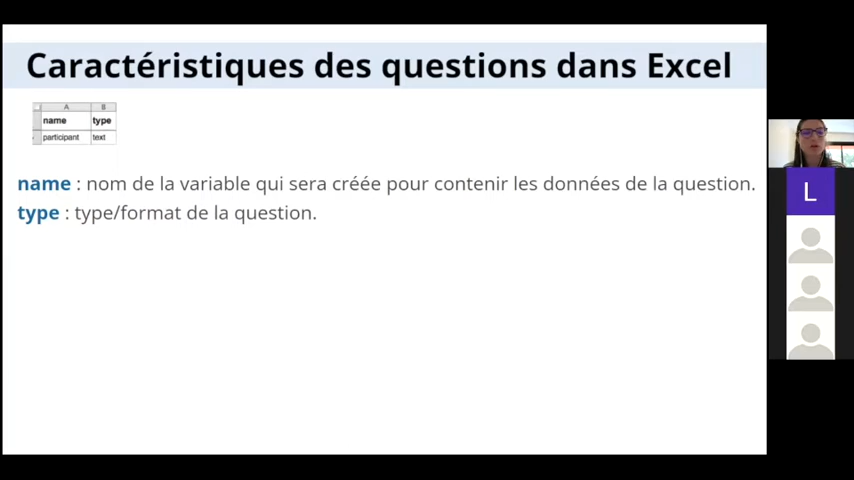 Caractéristiques des questions dans Excel
A B
name type
participant text
name : nom de la variable qui sera créée pour contenir les données de la question.
type : type/format de la question.
L